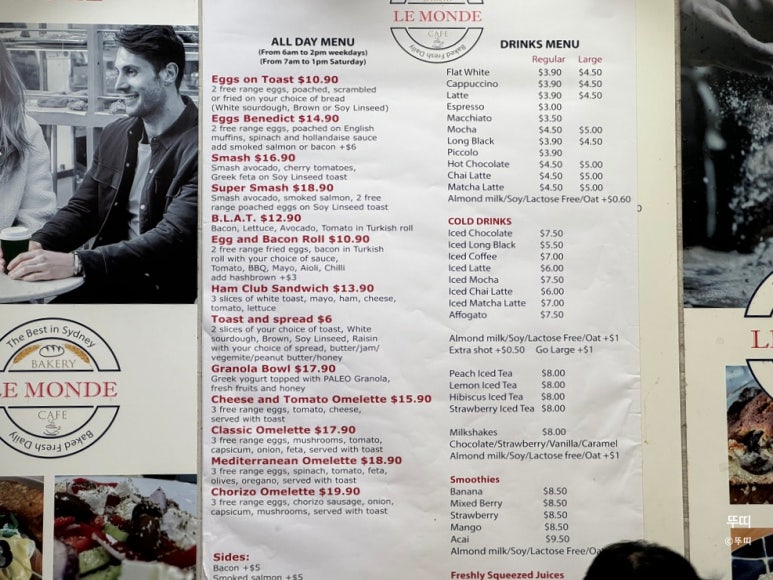 LE MONDE
CAFE
Baked Fresh Daily
ALL DAY MENU
(From 6am to 2pm weekdays)
(From 7am to 1pm Saturday)
Eggs on Toast $10.90
2 free range eggs, poached, scrambled
or fried on your choice of bread
(White sourdough, Brown or Soy Linseed)
Eggs Benedict $14.90
2 free range eggs, poached on English
muffins, spinach and hollandaise sauce
add smoked salmon or bacon +$6
Smash $16.90
Smash avocado, cherry tomatoes,
Greek feta on Soy Linseed toast
Super Smash $18.90
Smash avocado, smoked salmon, 2 free
range poached eggs on Soy Linseed toast
B.L.A.T. $12.90
Bacon, Lettuce, Avocado, Tomato in Turkish roll
Egg and Bacon Roll $10.90
2 free range fried eggs, bacon in Turkish
roll with your choice of sauce,
Tomato, BBQ, Mayo, Aioli, Chilli
add hashbrown +$3
Ham Club Sandwich $13.90
3 slices of white toast, mayo, ham, cheese,
tomato, lettuce
Toast and spread $6
2 slices of your choice of toast, White
sourdough, Brown, Soy Linseed, Raisin
with your choice of spread, butter/jam/
vegemite/peanut butter/honey
Granola Bowl $17.90
Greek yogurt topped with PALEO Granola,
fresh fruits and honey
Cheese and Tomato Omelette $15.90
3 free range eggs, tomato, cheese,
served with toast
Classic Omelette $17.90
3 free range eggs, mushrooms, tomato,
capsicum, onion, feta, served with toast
Mediterranean Omelette $18.90
3 free range eggs, spinach, tomato, feta,
olives, oregano, served with toast
Chorizo Omelette $19.90
3 free range eggs, chorizo sausage, onion,
capsicum, mushrooms, served with toast
Sides:
Bacon +$5
Smoked salmon +$5
DRINKS MENU
Regular Large
Flat White $3.90 $4.50
Cappuccino $3.90 $4.50
Latte $3.90 $4.50
Espresso $3.00
Macchiato $3.50
Mocha $4.50 $5.00
Long Black $3.90 $4.50
Piccolo $3.90
Hot Chocolate $4.50 $5.00
Chai Latte $4.50 $5.00
Matcha Latte $4.50 $5.00
Almond milk/Soy/Lactose Free/Oat +$0.60
COLD DRINKS
Iced Chocolate $7.50
Iced Long Black $5.50
Iced Coffee $7.00
Iced Latte $6.00
Iced Mocha $7.50
Iced Chai Latte $6.00
Iced Matcha Latte $7.00
Affogato $7.50
Almond milk/Soy/Lactose Free/Oat +$1
Extra shot +$0.50 Go Large +$1
Peach Iced Tea $8.00
Lemon Iced Tea $8.00
Hibiscus Iced Tea $8.00
Strawberry Iced Tea $8.00
Milkshakes $8.00
Chocolate/Strawberry/Vanilla/Caramel
Almond milk/Soy/Lactose free/Oat +$1
Smoothies
Banana $8.50
Mixed Berry $8.50
Strawberry $8.50
Mango $8.50
Acai $9.50
Almond milk/Soy/Lactose Free/Oa
Freshly Squeezed Juices
The Best in Sydney
BAKERY
LE MONDE
CAFE
Baked Fresh Daily
뚜띠
©뚜띠